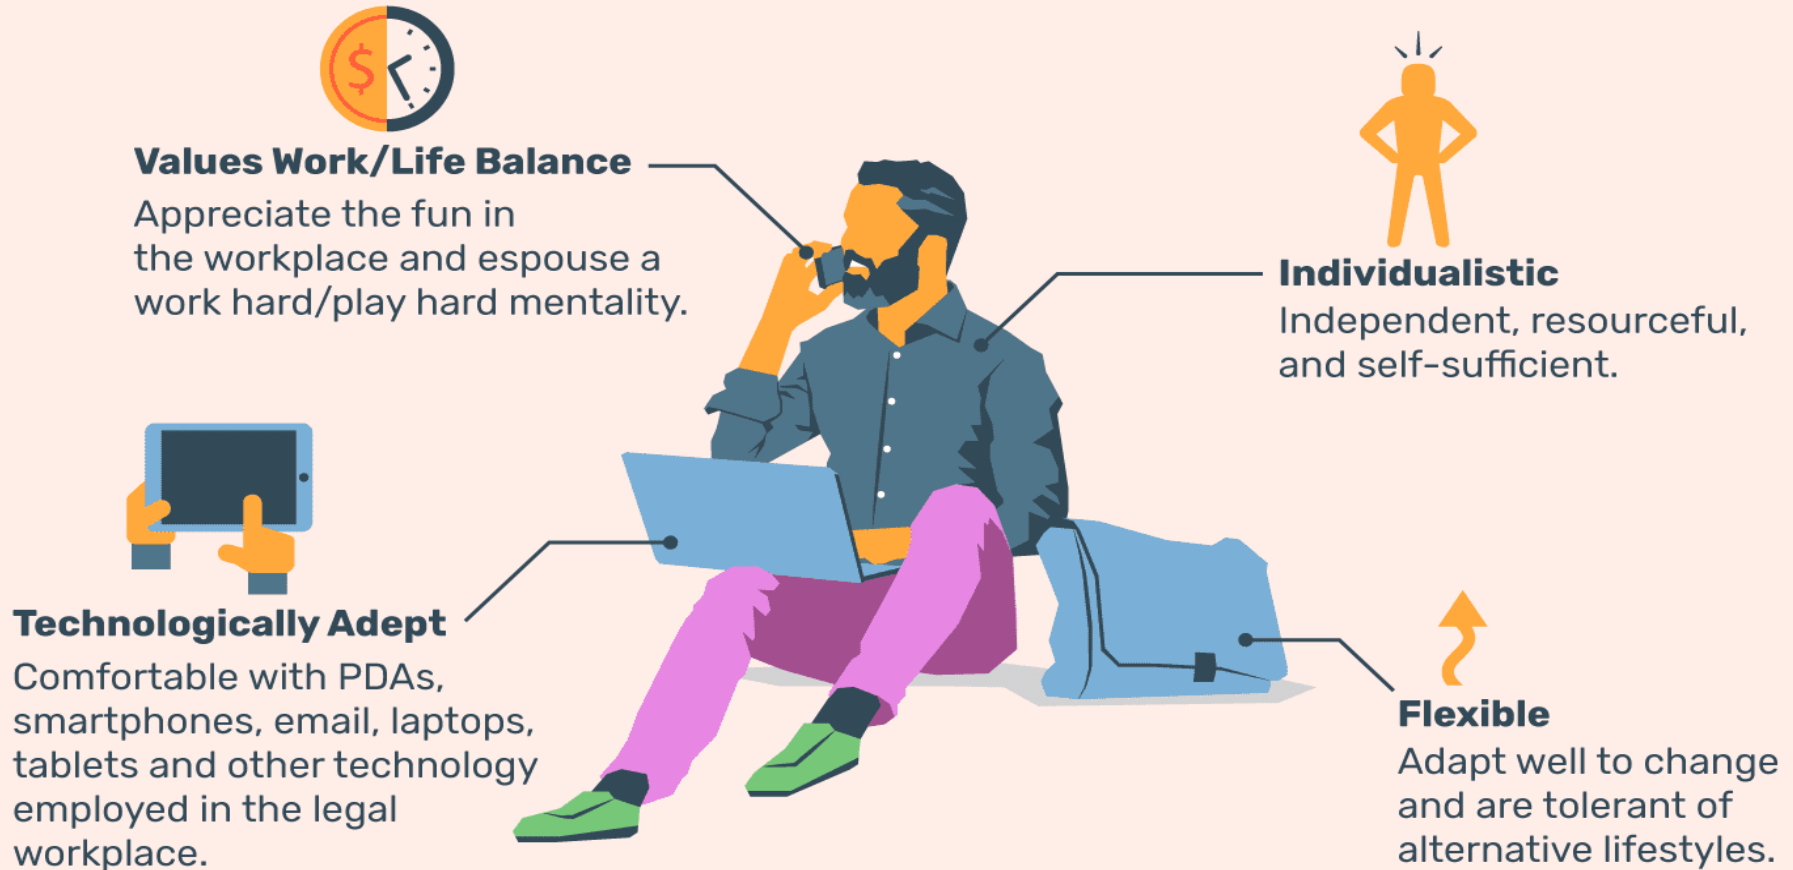 $
Values Work/Life Balance
Appreciate the fun in
the workplace and espouse a
work hard/play hard mentality.
Individualistic
Independent, resourceful,
and self-sufficient.
Technologically Adept
Comfortable with PDAs,
smartphones, email, laptops,
tablets and other technology
employed in the legal
workplace.
Flexible
Adapt well to change
and are tolerant of
alternative lifestyles.